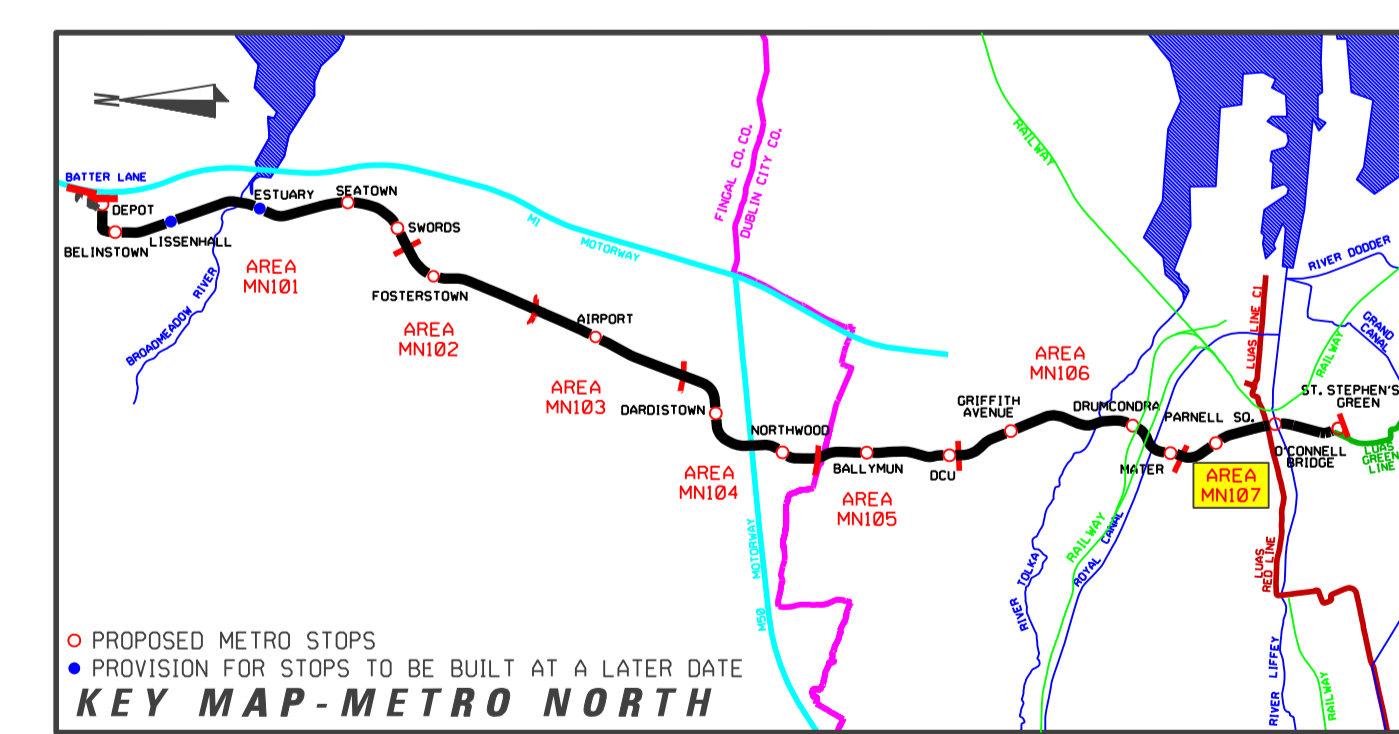 BATTER LANE
DEPOT
BELINSTOWN
LISSENHALL
ESTUARY
SEATOWN
SWORDS
BROADMEADOW RIVER
AREA
MN101
FOSTERSTOWN
AREA
MN102
AIRPORT
AREA
MN103
M1
MOTORWAY
FINGAL CO. CO.
DUBLIN CITY CO.
DARDISTOWN
NORTHWOOD
AREA
MN104
MOTORWAY
M50
BALLYMUN
AREA
MN105
DCU
GRIFFITH
AVENUE
AREA
MN106
DRUMCONDRA
MATER
PARNELL SO.
AREA
MN107
O'CONNELL
BRIDGE
ST. STEPHEN'S
GREEN
LUAS
GREEN
LINE
RAILWAY
RIVER TOLKA
RAILWAY
ROYAL CANAL
LUAS LINE C1
LUAS
RED LINE
RIVER LIFFEY
RAILWAY
RIVER DODDER
GRAND
CANAL
RAILWAY
PROPOSED METRO STOPS
PROVISION FOR STOPS TO BE BUILT AT A LATER DATE
KEY MAP-METRO NORTH